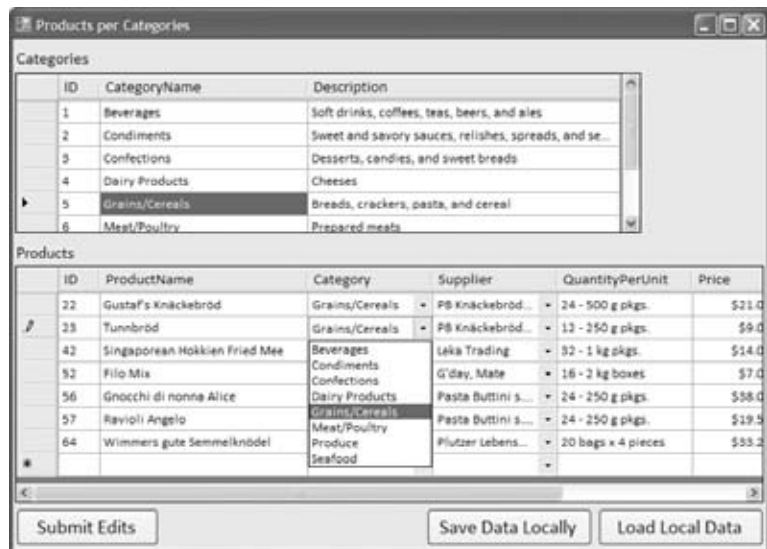 Products per Categories
Categories
ID CategoryName Description
1 Beverages Soft drinks, coffees, teas, beers, and ales
2 Condiments Sweet and savory sauces, relishes, spreads, and se...
3 Confections Desserts, candies, and sweet breads
4 Dairy Products Cheeses
5 Grains/Cereals Breads, crackers, pasta, and cereal
6 Meat/Poultry Prepared meats
Products
ID ProductName Category Supplier QuantityPerUnit Price
22 Gustaf's Knäckebröd Grains/Cereals PB Knäckebröd... 24 - 500 g pkgs. $21.0
23 Tunnbröd Grains/Cereals PB Knäckebröd... 12 - 250 g pkgs. $9.0
42 Singaporean Hokkien Fried Mee Leka Trading 32 - 1 kg pkgs. $14.0
52 Filo Mix G'day, Mate 16 - 2 kg boxes $7.0
56 Gnocchi di nonna Alice Pasta Buttini s.... 24 - 250 g pkgs. $38.0
57 Ravioli Angelo Pasta Buttini s.... 24 - 250 g pkgs. $19.5
64 Wimmers gute Semmelknödel Plutzer Lebens... 20 bags x 4 pieces $33.2
Beverages
Condiments
Confections
Dairy Products
Grains/Cereals
Meat/Poultry
Produce
Seafood
Submit Edits Save Data Locally Load Local Data